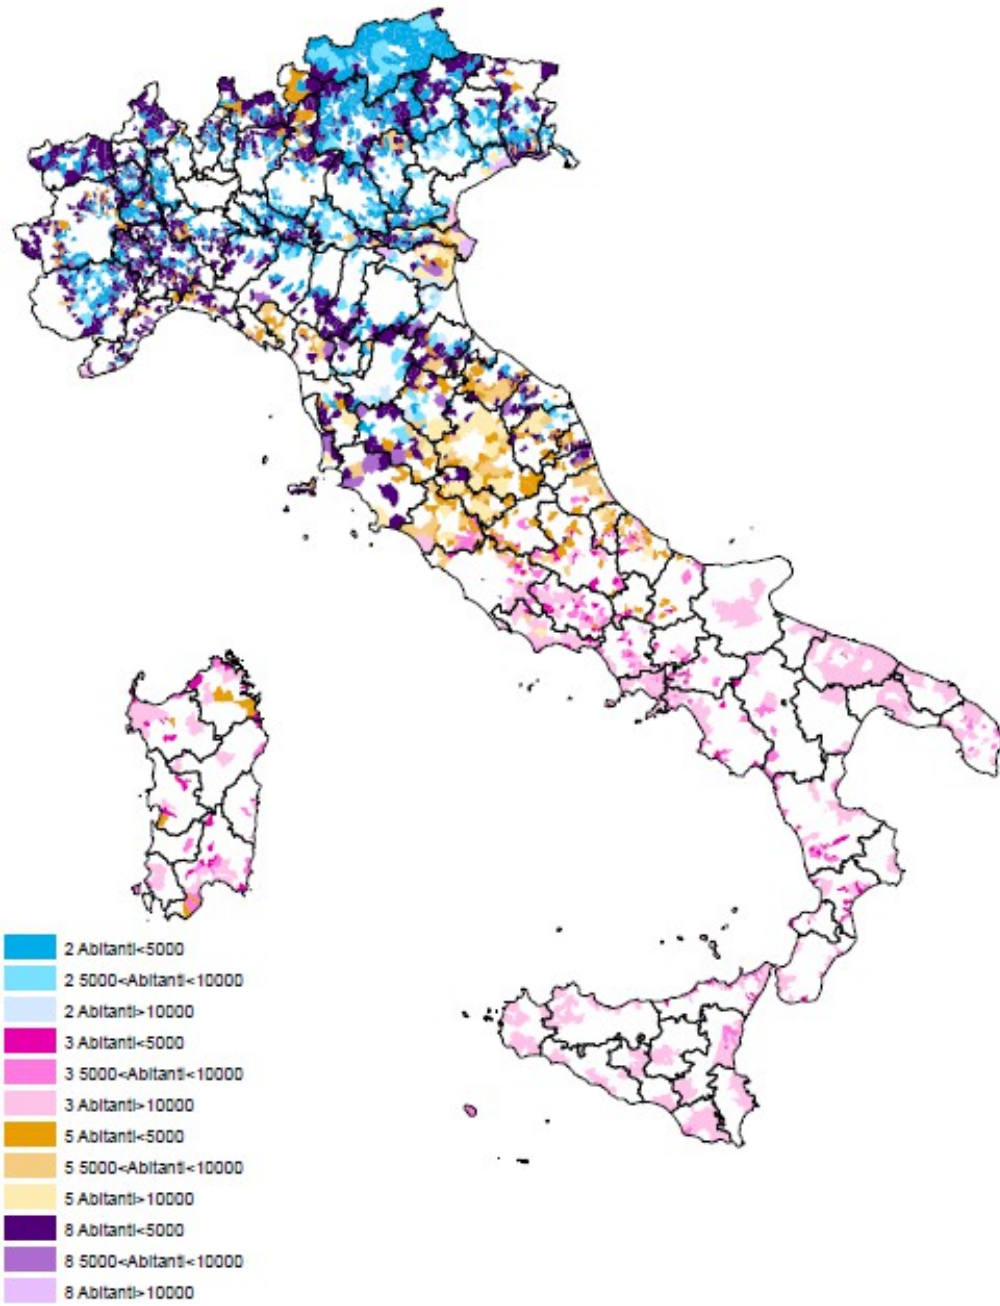 2 Abitanti<5000
2 5000<Abitanti<10000
2 Abitanti>10000
3 Abitanti<5000
3 5000<Abitanti<10000
3 Abitanti>10000
5 Abitanti<5000
5 5000<Abitanti<10000
5 Abitanti>10000
8 Abitanti<5000
8 5000<Abitanti<10000
8 Abitanti>10000